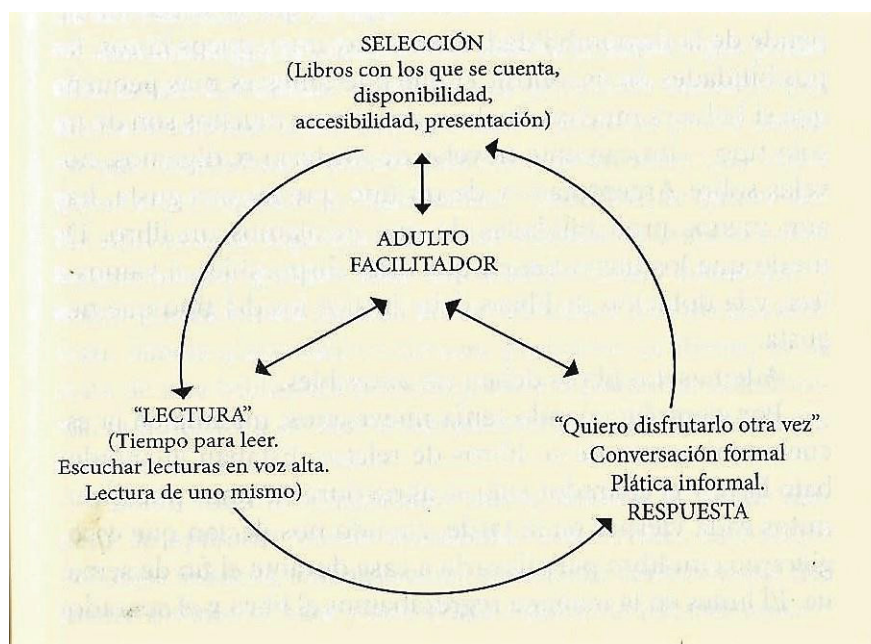 SELECCIÓN
(Libros con los que se cuenta,
disponibilidad,
accesibilidad, presentación)
ADULTO
FACILITADOR
“LECTURA”
(Tiempo para leer.
Escuchar lecturas en voz alta.
Lectura de uno mismo)
“Quiero disfrutarlo otra vez”
Conversación formal
Plática informal.
RESPUESTA